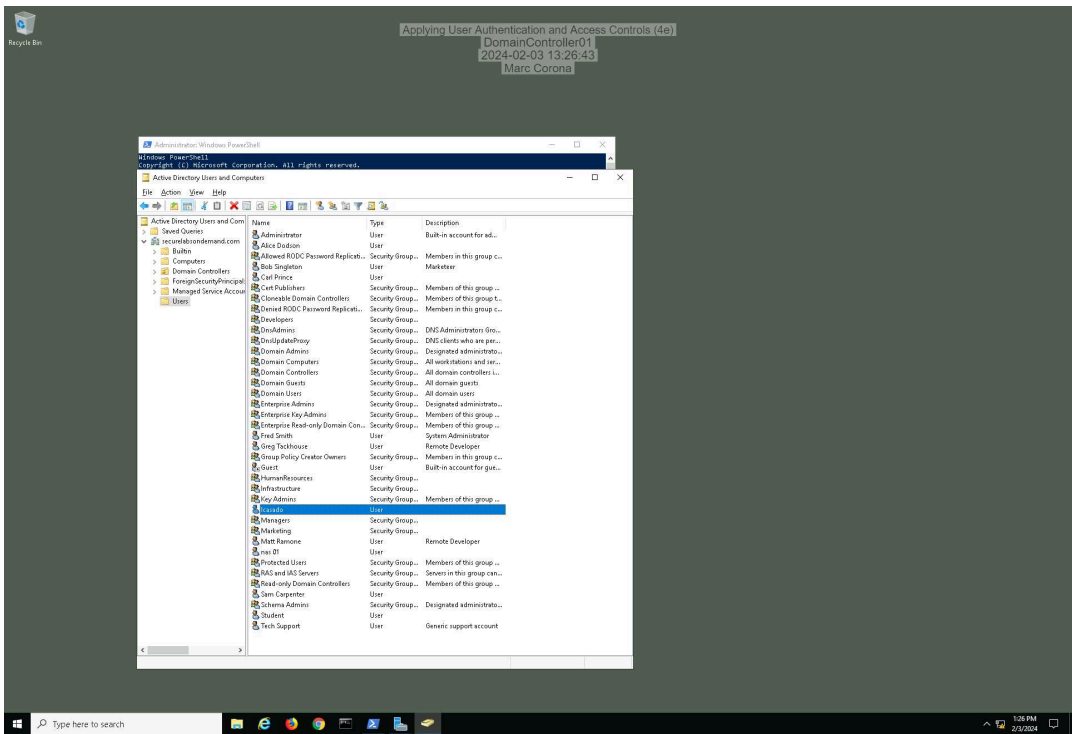 Recycle Bin
Applying User Authentication and Access Controls (4e)
DomainController01
2024-02-03 13:26:43
Marc Corona
Administrator: Windows PowerShell
Windows PowerShell
Copyright (C) Microsoft Corporation. All rights reserved.
Active Directory Users and Computers
File Action View Help
Active Directory Users and Com
Saved Queries
securelabsondemand.com
Builtin
Computers
Domain Controllers
ForeignSecurityPrincipal
Managed Service Accoun
Users
Name Type Description
Administrator User Built-in account for ad...
Alice Dodson User
Allowed RODC Password Replicati... Security Group... Members in this group c...
Bob Singleton User Marketeer
Carl Prince User
Cert Publishers Security Group... Members of this group ...
Cloneable Domain Controllers Security Group... Members of this group t...
Denied RODC Password Replicati... Security Group... Members in this group c...
Developers Security Group...
DnsAdmins Security Group... DNS Administrators Gro...
DnsUpdateProxy Security Group... DNS clients who are per...
Domain Admins Security Group... Designated administrato...
Domain Computers Security Group... All workstations and ser...
Domain Controllers Security Group... All domain controllers i...
Domain Guests Security Group... All domain guests
Domain Users Security Group... All domain users
Enterprise Admins Security Group... Designated administrato...
Enterprise Key Admins Security Group... Members of this group ...
Enterprise Read-only Domain Con... Security Group... Members of this group ...
Fred Smith User System Administrator
Greg Tackhouse User Remote Developer
Group Policy Creator Owners Security Group... Members in this group c...
Guest User Built-in account for gue...
HumanResources Security Group...
Infrastructure Security Group...
Key Admins Security Group... Members of this group ...
lcasado User
Managers Security Group...
Marketing Security Group...
Matt Ramone User Remote Developer
nas 01 User
Protected Users Security Group... Members of this group ...
RAS and IAS Servers Security Group... Servers in this group can...
Read-only Domain Controllers Security Group... Members of this group ...
Sam Carpenter User
Schema Admins Security Group... Designated administrato...
Student User
Tech Support User Generic support account
Type here to search
1:26 PM
2/3/2024